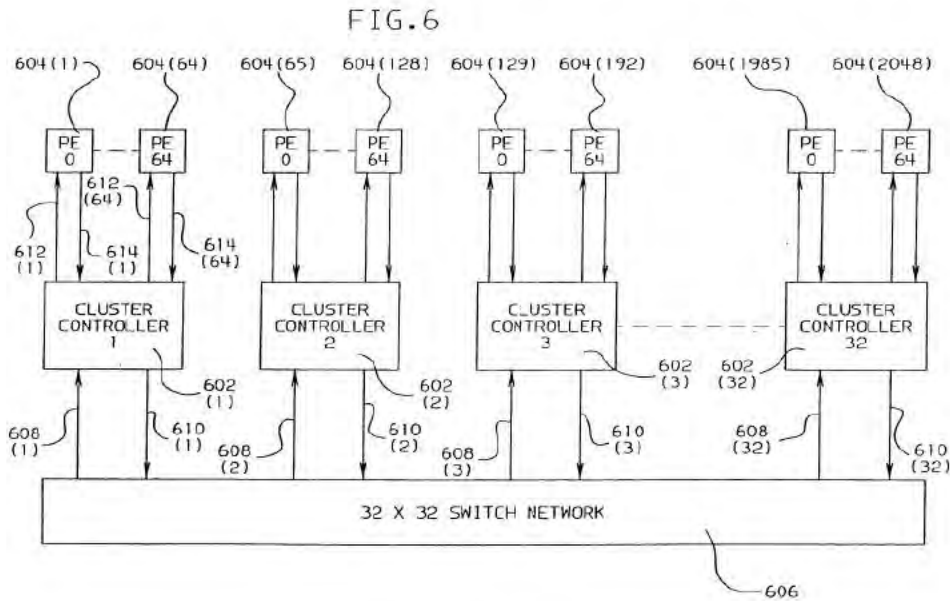 FIG.6
604(1) 604(64) 604(65) 604(128) 604(129) 604(192) 604(1985) 604(2048)
PE 0
PE 64
PE 0
PE 64
PE 0
PE 64
PE 0
PE 64
612 (1)
614 (1)
612 (64)
614 (64)
CLUSTER
CONTROLLER
1
CLUSTER
CONTROLLER
2
CLUSTER
CONTROLLER
3
CLUSTER
CONTROLLER
32
602 (1)
602 (2)
602 (3)
602 (32)
608 (1)
610 (1)
608 (2)
610 (2)
608 (3)
610 (3)
608 (32)
610 (32)
32 X 32 SWITCH NETWORK
606